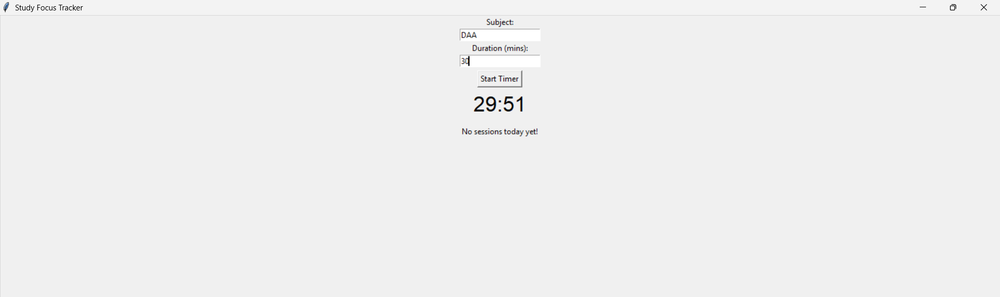 Study Focus Tracker
Subject:
DAA
Duration (mins):
30
Start Timer
29:51
No sessions today yet!